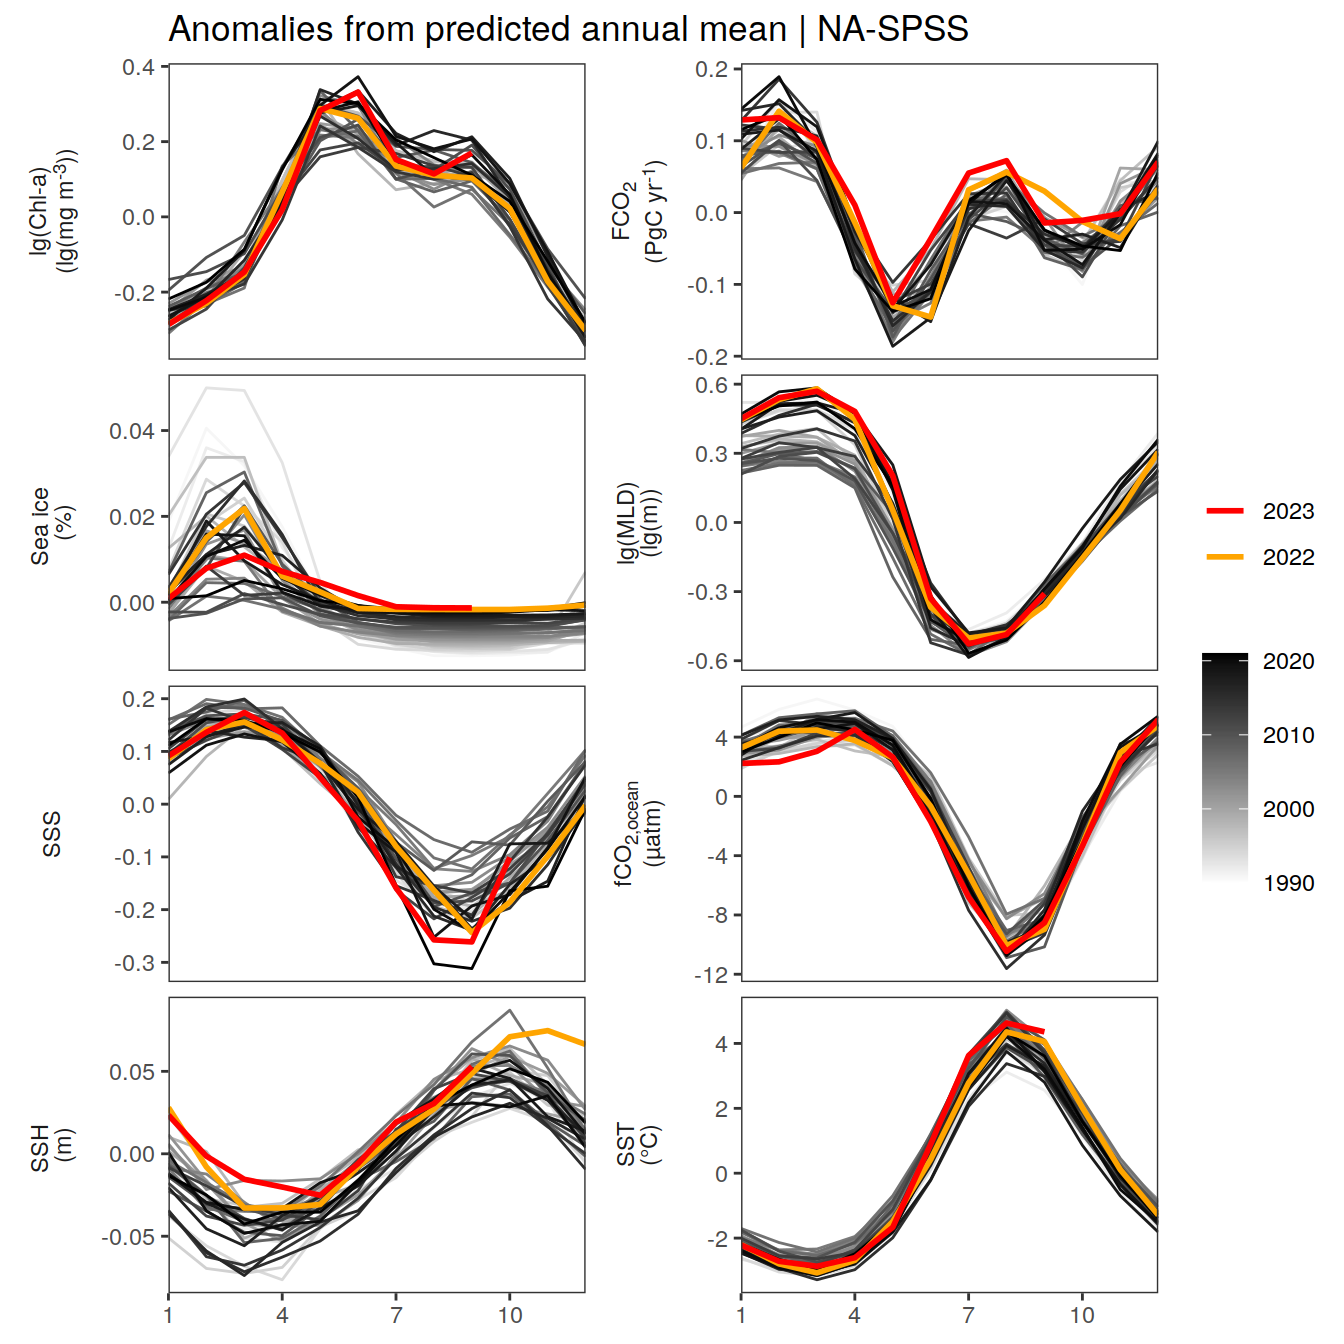 Anomalies from predicted annual mean | NA-SPSS
lg(Chl-a)
(lg(mg m⁻³))
0.4
0.2
0.0
-0.2
FCO₂
(PgC yr⁻¹)
0.2
0.1
0.0
-0.1
-0.2
Sea ice
(%)
0.04
0.02
0.00
lg(MLD)
(lg(m))
0.6
0.3
0.0
-0.3
-0.6
SSS
0.2
0.1
0.0
-0.1
-0.2
-0.3
fCO₂,ocean
(µatm)
4
0
-4
-8
-12
SSH
(m)
0.05
0.00
-0.05
1 4 7 10
SST
(°C)
4
2
0
-2
1 4 7 10
2023
2022
2020
2010
2000
1990